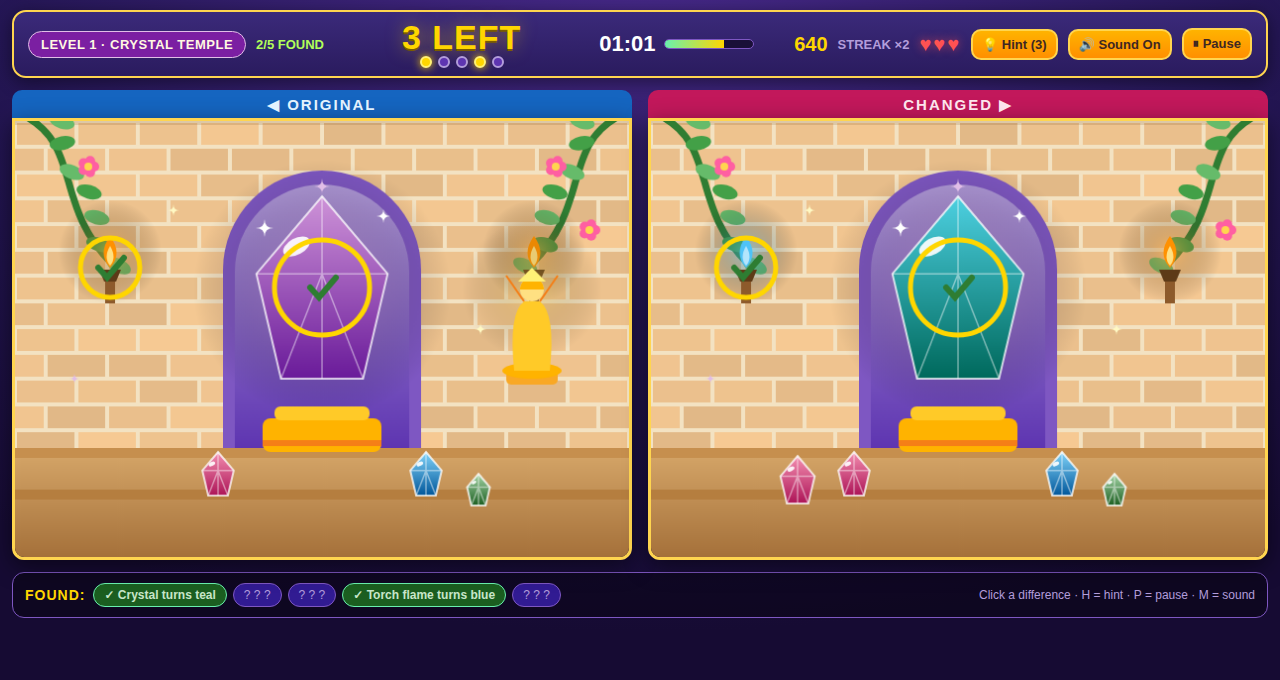 LEVEL 1 · CRYSTAL TEMPLE
2/5 FOUND
3 LEFT
01:01
640
STREAK ×2
♥♥♥
💡 Hint (3)
🔊 Sound On
⏸ Pause
◀ ORIGINAL
CHANGED ▶
FOUND:
✓ Crystal turns teal
? ? ?
? ? ?
✓ Torch flame turns blue
? ? ?
Click a difference · H = hint · P = pause · M = sound